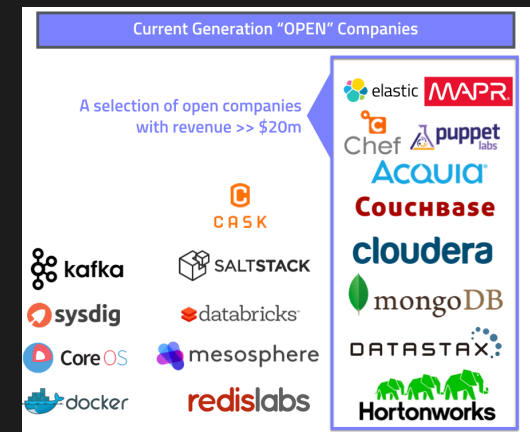 Current Generation “OPEN” Companies
A selection of open companies
with revenue >> $20m
elastic
MAPR.
Chef
puppet
labs
ACQUIA
COUCHBASE
cloudera
mongoDB
DATASTAX
Hortonworks
CASK
kafka
SALTSTACK
sysdig
databricks
CoreOS
mesosphere
docker
redislabs